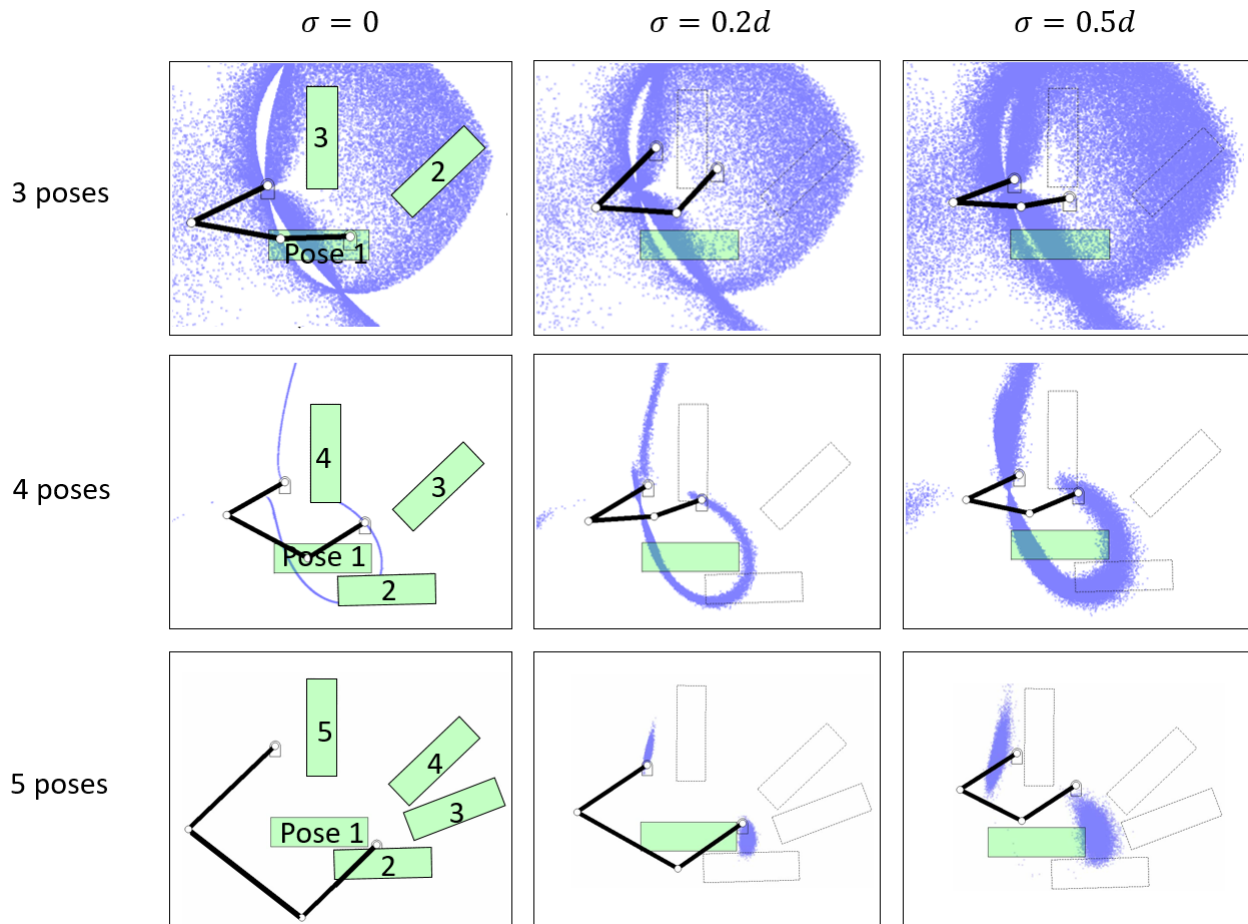 σ = 0
σ = 0.2d
σ = 0.5d
3 poses
3
2
Pose 1
4 poses
4
3
Pose 1
2
5 poses
5
4
3
Pose 1
2